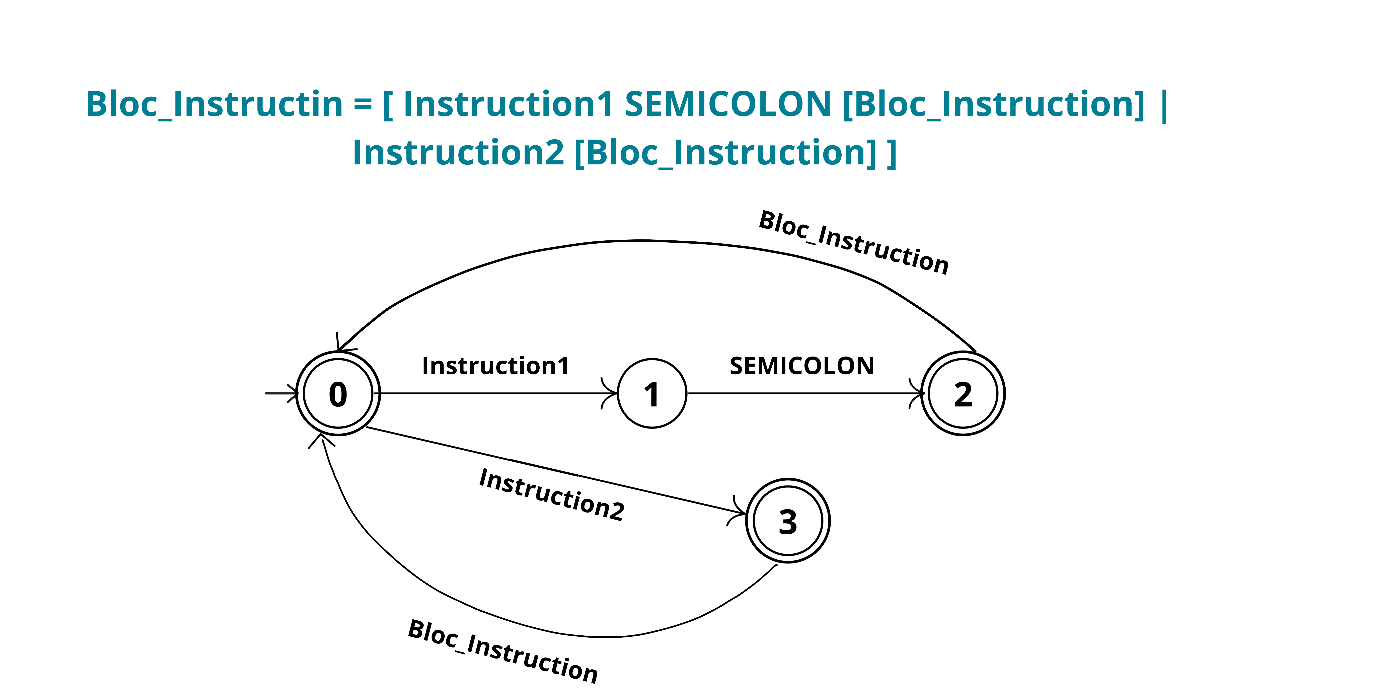 Bloc_Instructin = [ Instruction1 SEMICOLON [Bloc_Instruction] |
Instruction2 [Bloc_Instruction] ]
Bloc_Instruction
Instruction1
SEMICOLON
0
1
2
Instruction2
3
Bloc_Instruction